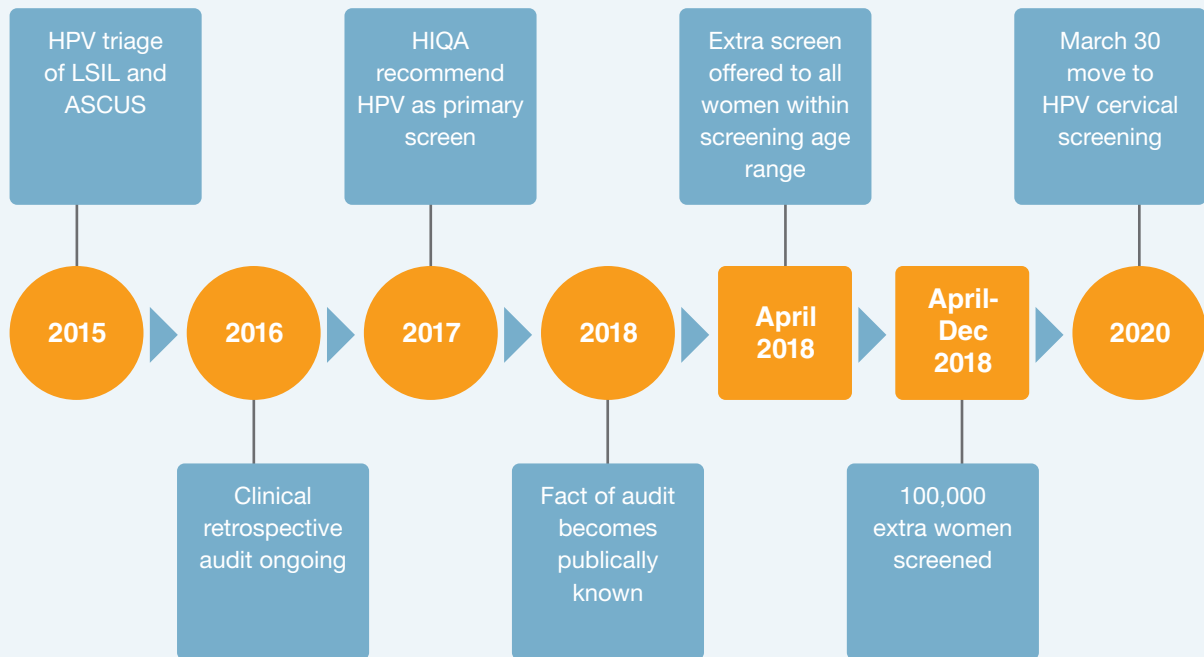 HPV triage
of LSIL and
ASCUS
HIQA
recommend
HPV as primary
screen
Extra screen
offered to all
women within
screening age
range
March 30
move to
HPV cervical
screening
2015
2016
2017
2018
April
2018
April-
Dec
2018
2020
Clinical
retrospective
audit ongoing
Fact of audit
becomes
publically
known
100,000
extra women
screened